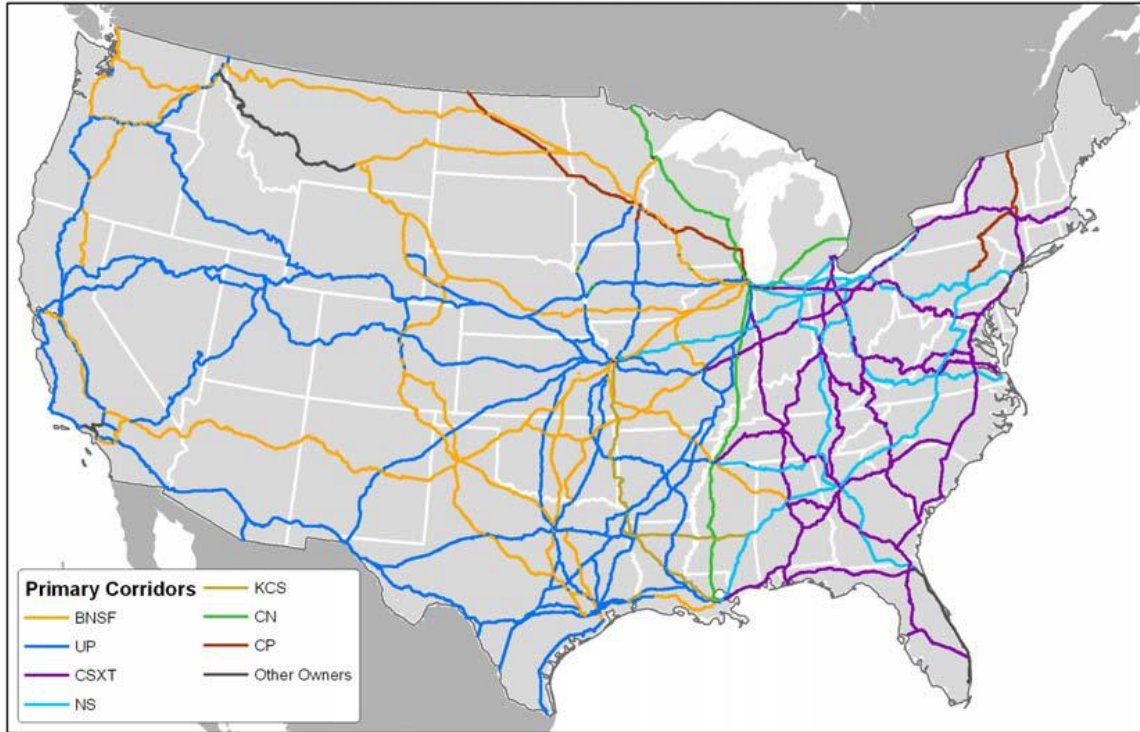 Primary Corridors
BNSF
UP
CSXT
NS
KCS
CN
CP
Other Owners